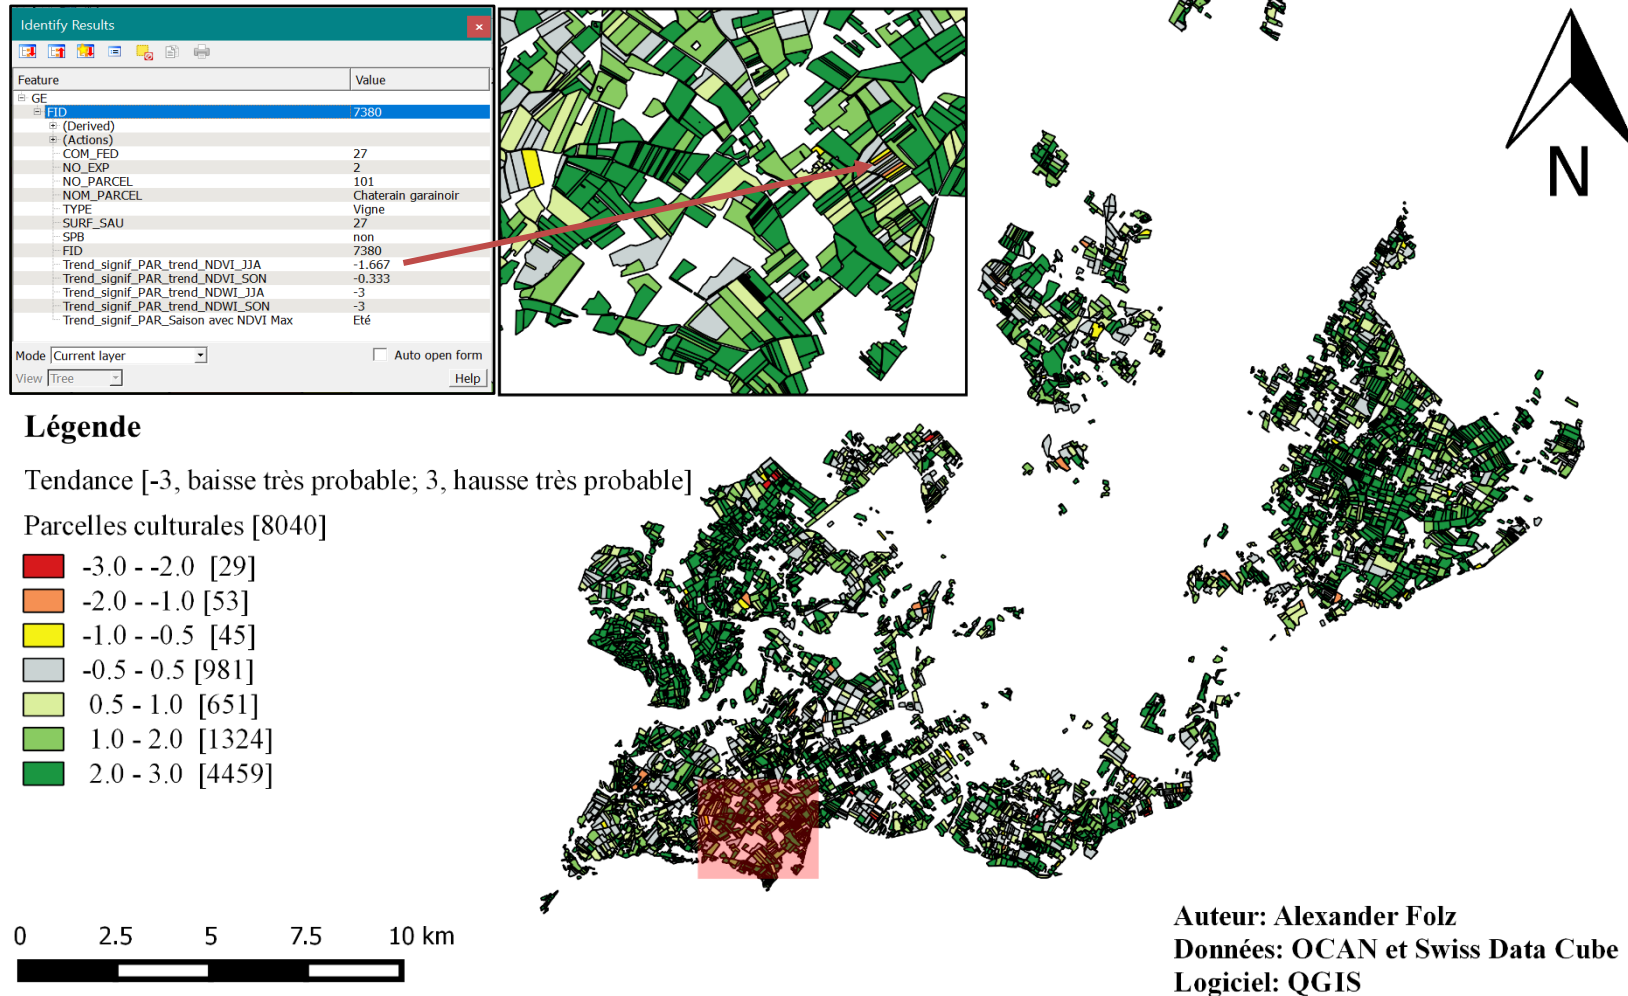 Identify Results
Feature Value
GE
FID 7380
(Derived)
(Actions)
COM_FED 27
NO_EXP 2
NO_PARCEL 101
NOM_PARCEL Chaterain garainoir
TYPE Vigne
SURF_SAU 27
SPB non
FID 7380
Trend_signif_PAR_trend_NDVI_JJA -1.667
Trend_signif_PAR_trend_NDVI_SON -0.333
Trend_signif_PAR_trend_NDWI_JJA -3
Trend_signif_PAR_trend_NDWI_SON -3
Trend_signif_PAR_Saison avec NDVI Max Eté
Mode Current layer Auto open form
View Tree Help
N
Légende
Tendance [-3, baisse très probable; 3, hausse très probable]
Parcelles culturales [8040]
-3.0 - -2.0 [29]
-2.0 - -1.0 [53]
-1.0 - -0.5 [45]
-0.5 - 0.5 [981]
0.5 - 1.0 [651]
1.0 - 2.0 [1324]
2.0 - 3.0 [4459]
0 2.5 5 7.5 10 km
Auteur: Alexander Folz
Données: OCAN et Swiss Data Cube
Logiciel: QGIS